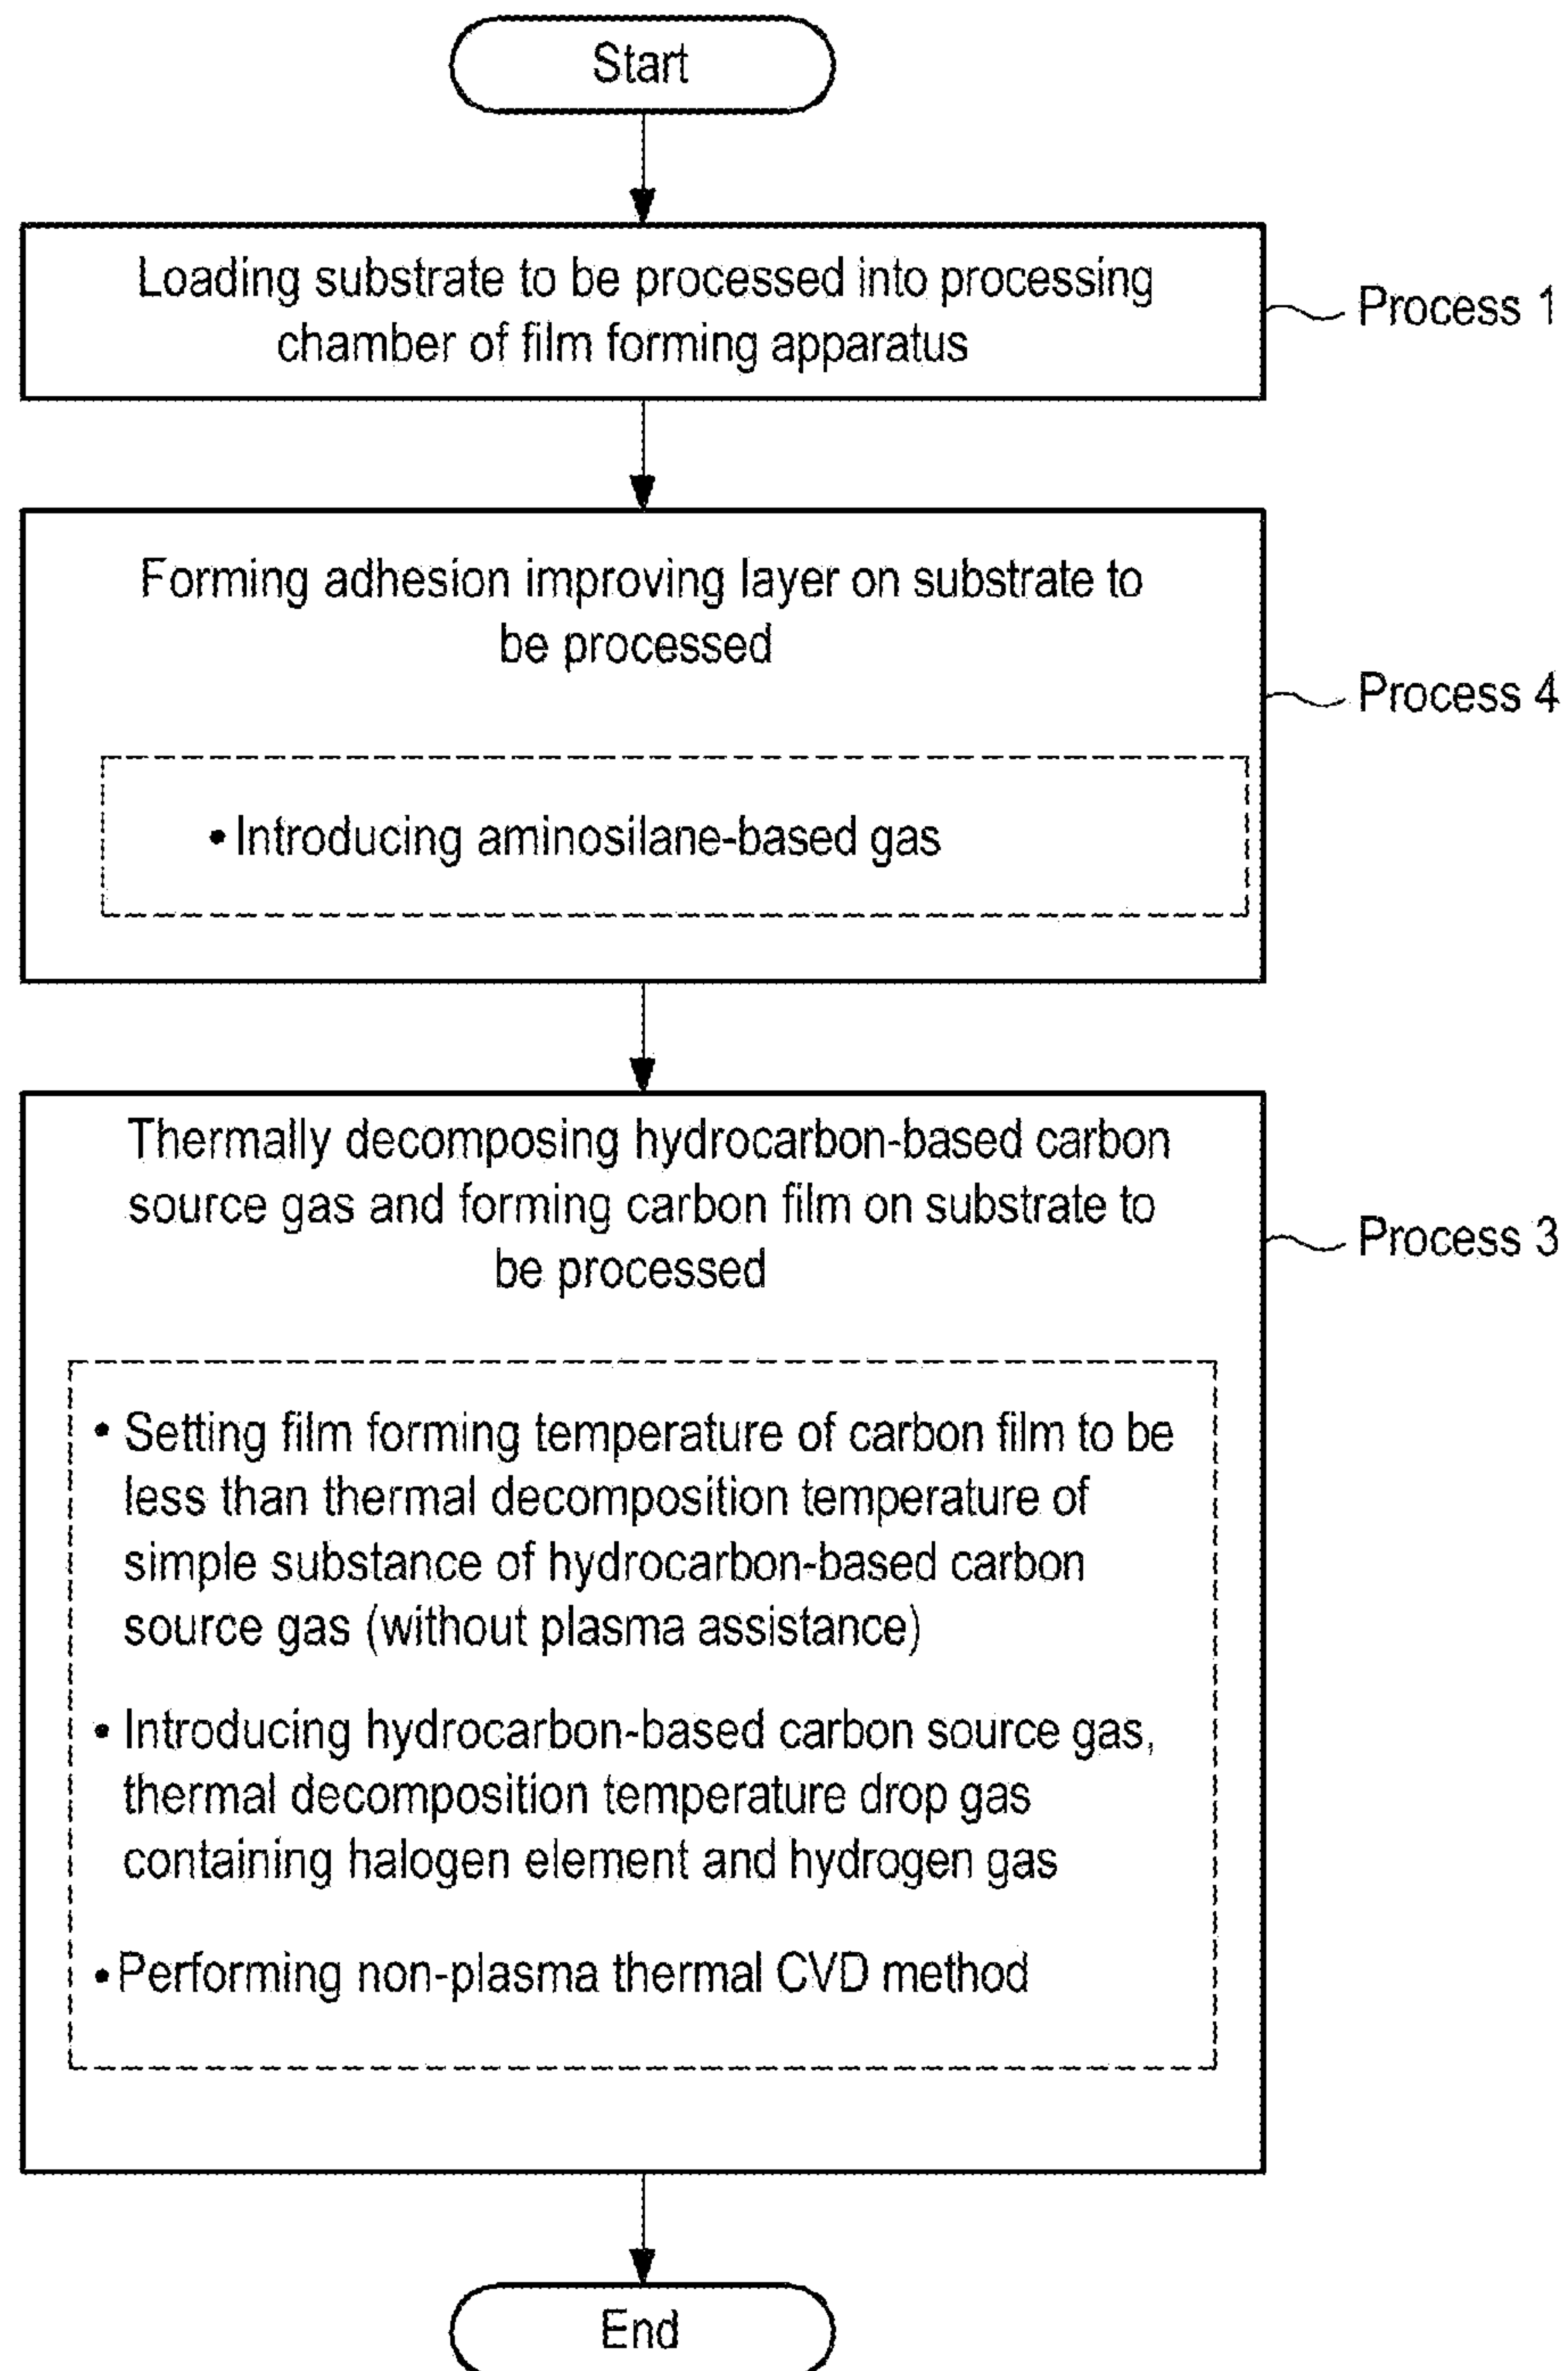 Start
Loading substrate to be processed into processing
chamber of film forming apparatus
Process 1
Forming adhesion improving layer on substrate to
be processed
Process 4
• Introducing aminosilane-based gas
Thermally decomposing hydrocarbon-based carbon
source gas and forming carbon film on substrate to
be processed
Process 3
• Setting film forming temperature of carbon film to be
less than thermal decomposition temperature of
simple substance of hydrocarbon-based carbon
source gas (without plasma assistance)
• Introducing hydrocarbon-based carbon source gas,
thermal decomposition temperature drop gas
containing halogen element and hydrogen gas
• Performing non-plasma thermal CVD method
End